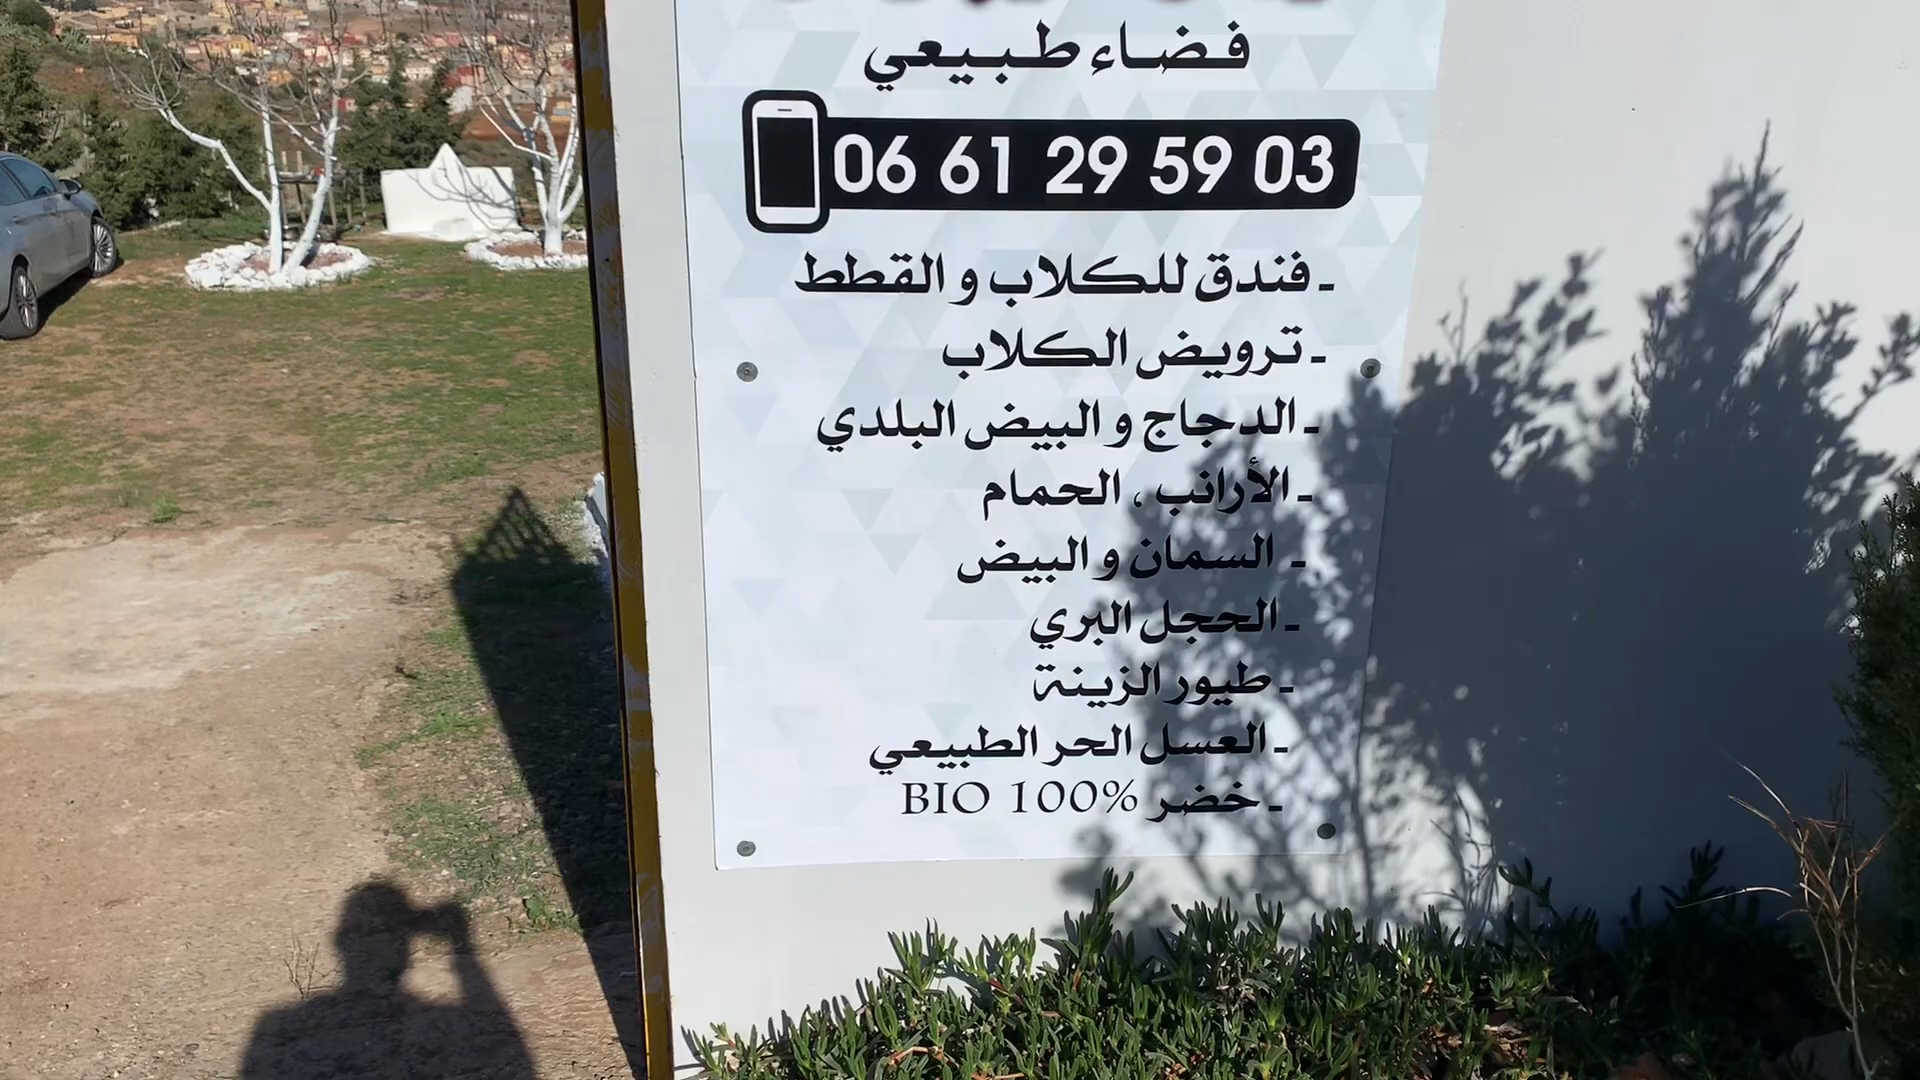 فضاء طبيعي
06 61 29 59 03
- فندق للكلاب و القطط
- ترويض الكلاب
- الدجاج و البيض البلدي
- الأرانب ، الحمام
- السمان و البيض
- الحجل البري
- طيور الزينة
- العسل الحر الطبيعي
- خضر BIO 100%